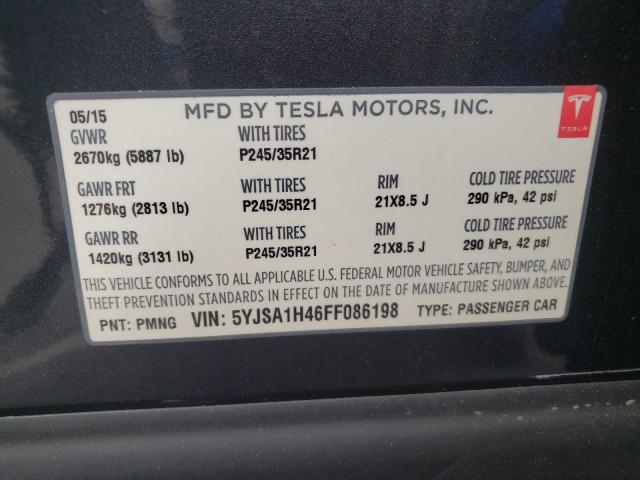 05/15 MFD BY TESLA MOTORS, INC.
TESLA
GVWR WITH TIRES
2670kg (5887 lb) P245/35R21
GAWR FRT WITH TIRES RIM COLD TIRE PRESSURE
1276kg (2813 lb) P245/35R21 21X8.5 J 290 kPa, 42 psi
GAWR RR WITH TIRES RIM COLD TIRE PRESSURE
1420kg (3131 lb) P245/35R21 21X8.5 J 290 kPa, 42 psi
THIS VEHICLE CONFORMS TO ALL APPLICABLE U.S. FEDERAL MOTOR VEHICLE SAFETY, BUMPER, AND
THEFT PREVENTION STANDARDS IN EFFECT ON THE DATE OF MANUFACTURE SHOWN ABOVE.
PNT: PMNG VIN: 5YJSA1H46FF086198 TYPE: PASSENGER CAR